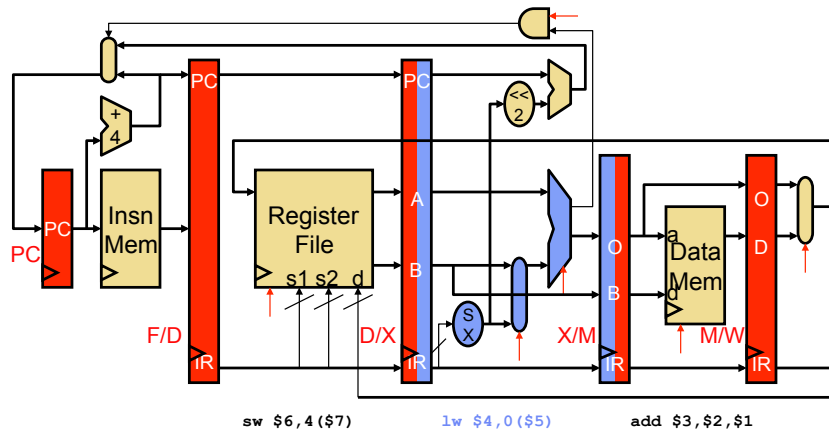 PC
PC
<<
2
+
4
PC
PC
Insn
Mem
Register
File
s1 s2 d
A
B
S
X
O
B
a
d
Data
Mem
O
D
F/D
D/X
X/M
M/W
IR
IR
IR
IR
sw $6,4($7)
lw $4,0($5)
add $3,$2,$1